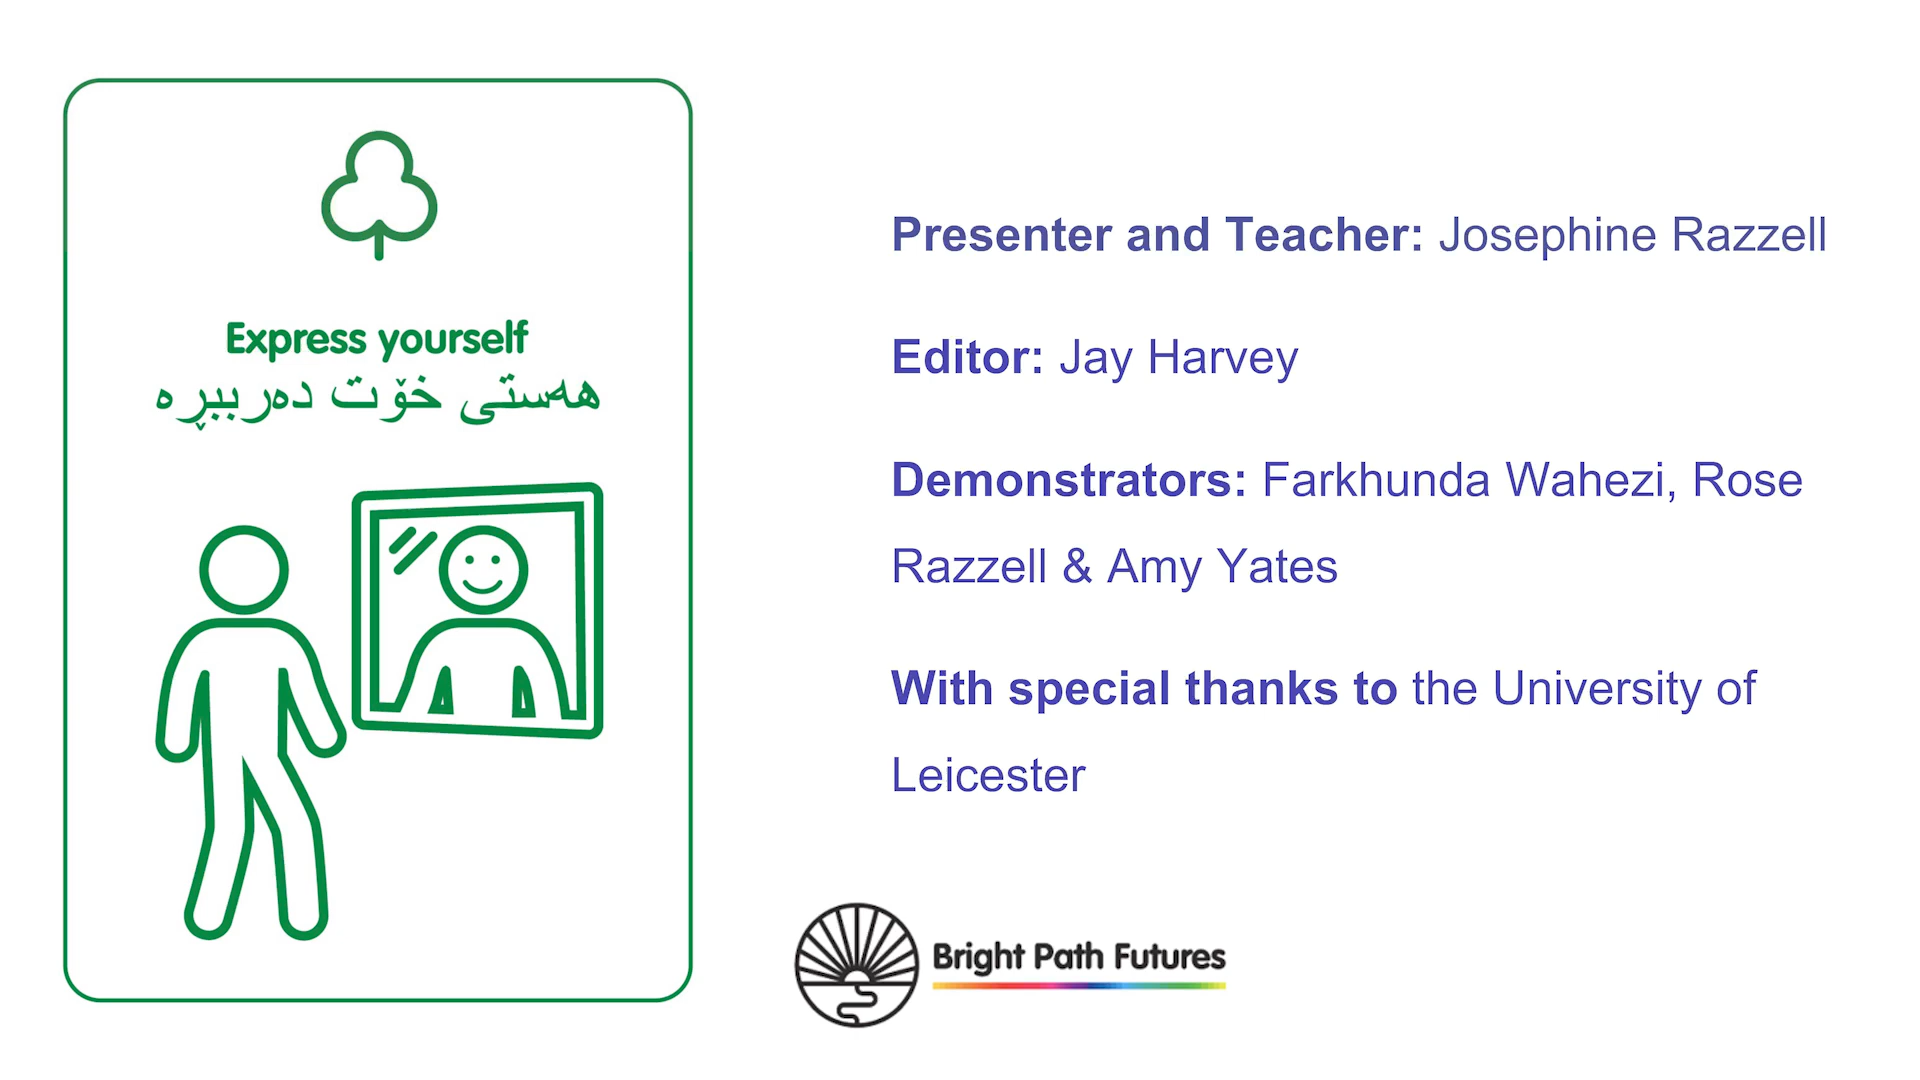 Express yourself
هەستی خۆت دەرببڕە
Presenter and Teacher: Josephine Razzell
Editor: Jay Harvey
Demonstrators: Farkhunda Wahezi, Rose
Razzell & Amy Yates
With special thanks to the University of
Leicester
Bright Path Futures